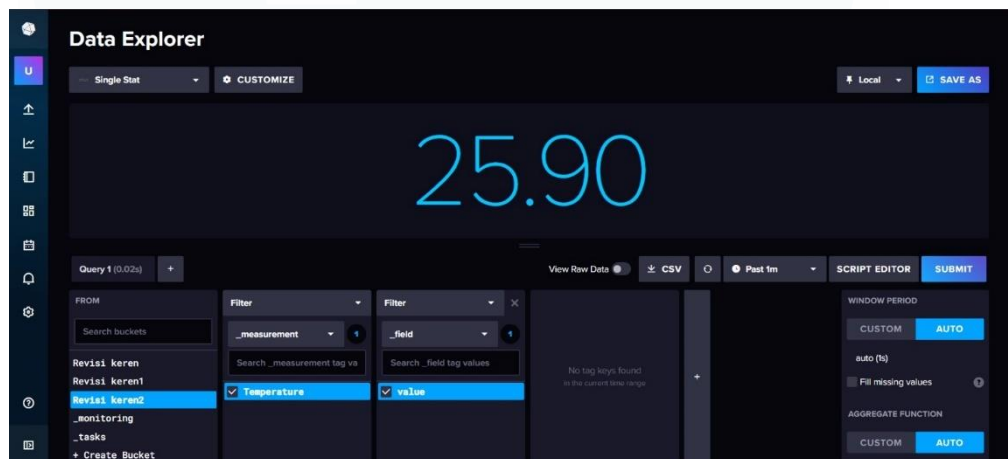 Data Explorer
U
Single Stat
CUSTOMIZE
Local
SAVE AS
25.90
Query 1 (0.02s)
+
View Raw Data
CSV
Past 1m
SCRIPT EDITOR
SUBMIT
FROM
Search buckets
Revisi keren
Revisi keren1
Revisi keren2
_monitoring
_tasks
+ Create Bucket
Filter
_measurement
1
Search _measurement tag va
Temperature
Filter
_field
1
Search _field tag values
value
No tag keys found
in the current time range
+
WINDOW PERIOD
CUSTOM
AUTO
auto (1s)
Fill missing values
AGGREGATE FUNCTION
CUSTOM
AUTO